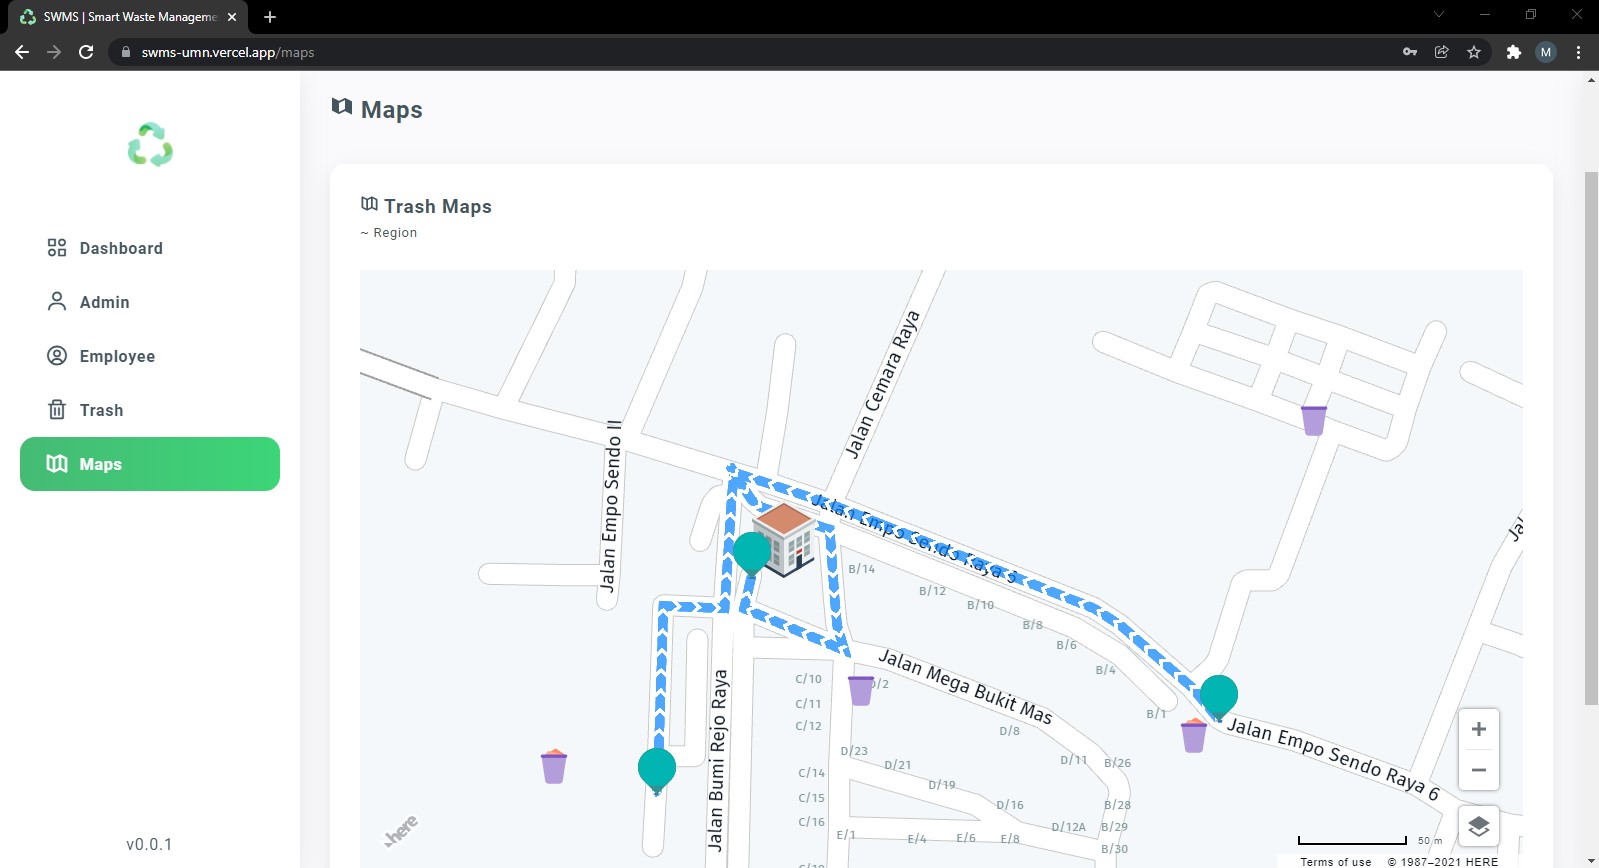 SWMS | Smart Waste Manageme
swms-umn.vercel.app/maps
M
Maps
Dashboard
Admin
Employee
Trash
Maps
v0.0.1
Trash Maps
~ Region
Jalan Cemara Raya
Jalan Empo Sendo II
Jalan Empo Sendo Raya 6
B/14
B/12
B/10
B/8
B/6
B/4
B/1
Jalan Mega Bukit Mas
Jalan Bumi Rejo Raya
Jalan Empo Sendo Raya 6
C/10
D/2
C/11
C/12
D/8
D/23
D/21
D/11
B/26
C/14
D/19
D/16
B/28
C/15
C/16
D/12A
B/29
E/1
E/4
E/6
E/8
B/30
here
50 m
Terms of use
© 1987–2021 HERE